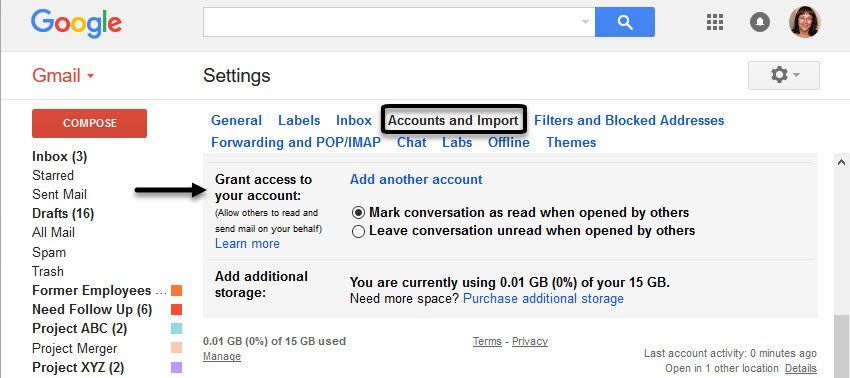 Google
Gmail
Settings
COMPOSE
General Labels Inbox Accounts and Import Filters and Blocked Addresses
Forwarding and POP/IMAP Chat Labs Offline Themes
Inbox (3)
Starred
Sent Mail
Drafts (16)
All Mail
Spam
Trash
Former Employees ...
Need Follow Up (6)
Project ABC (2)
Project Merger
Project XYZ (2)
Grant access to
your account:
(Allow others to read and
send mail on your behalf)
Learn more
Add another account
Mark conversation as read when opened by others
Leave conversation unread when opened by others
Add additional
storage:
You are currently using 0.01 GB (0%) of your 15 GB.
Need more space? Purchase additional storage
0.01 GB (0%) of 15 GB used
Manage
Terms - Privacy
Last account activity: 0 minutes ago
Open in 1 other location Details